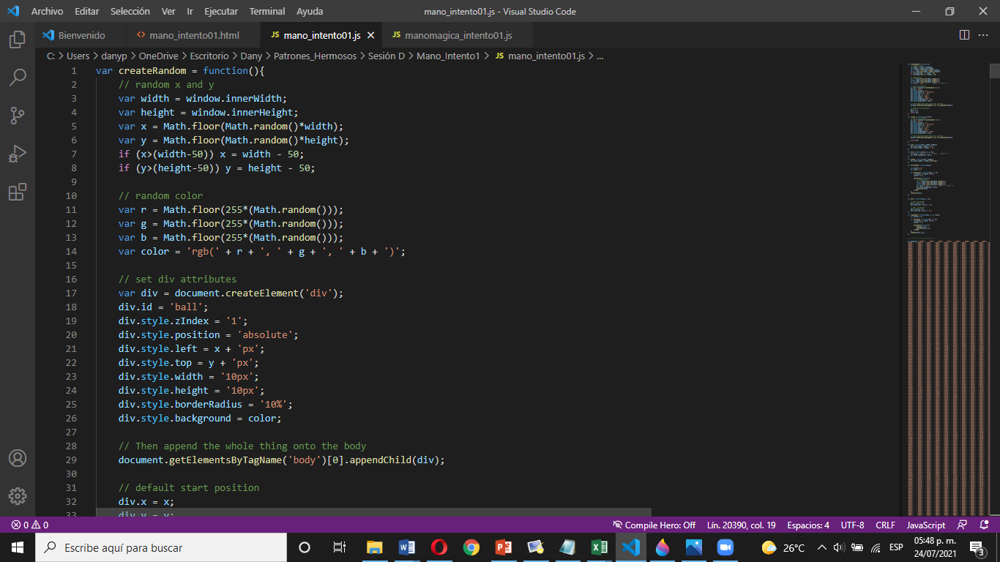 Archivo Editar Selección Ver Ir Ejecutar Terminal Ayuda mano_intento01.js - Visual Studio Code
Bienvenido <> mano_intento01.html JS mano_intento01.js JS manomagica_intento01.js
C: > Users > danyp > OneDrive > Escritorio > Dany > Patrones_Hermosos > Sesión D > Mano_Intento1 > JS mano_intento01.js > ...
1 var createRandom = function(){
2 // random x and y
3 var width = window.innerWidth;
4 var height = window.innerHeight;
5 var x = Math.floor(Math.random()*width);
6 var y = Math.floor(Math.random()*height);
7 if (x>(width-50)) x = width - 50;
8 if (y>(height-50)) y = height - 50;
9
10 // random color
11 var r = Math.floor(255*(Math.random()));
12 var g = Math.floor(255*(Math.random()));
13 var b = Math.floor(255*(Math.random()));
14 var color = 'rgb(' + r + ', ' + g + ', ' + b + ')';
15
16 // set div attributes
17 var div = document.createElement('div');
18 div.id = 'ball';
19 div.style.zIndex = '1';
20 div.style.position = 'absolute';
21 div.style.left = x + 'px';
22 div.style.top = y + 'px';
23 div.style.width = '10px';
24 div.style.height = '10px';
25 div.style.borderRadius = '10%';
26 div.style.background = color;
27
28 // Then append the whole thing onto the body
29 document.getElementsByTagName('body')[0].appendChild(div);
30
31 // default start position
32 div.x = x;
33 div.y = y;
0 0 Compile Hero: Off Lín. 20390, col. 19 Espacios: 4 UTF-8 CRLF JavaScript
Escribe aquí para buscar 26°C ESP 05:48 p. m.
24/07/2021 3